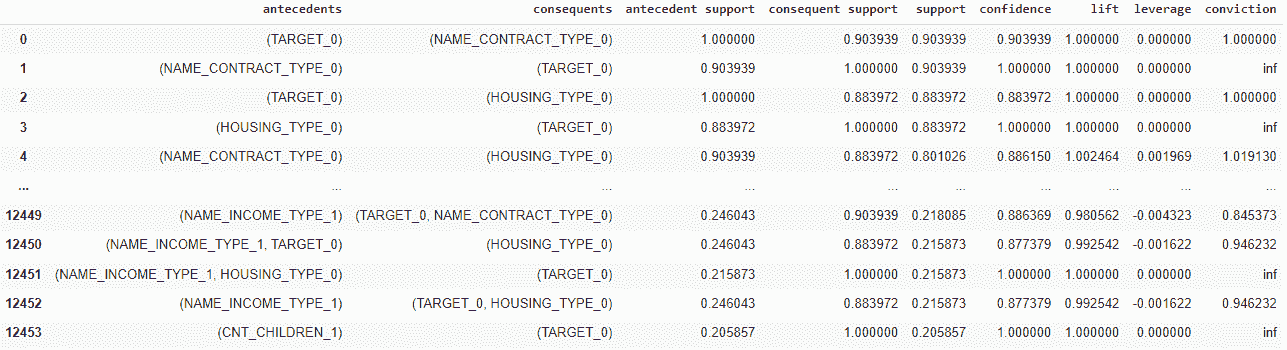 antecedents consequents antecedent support consequent support support confidence lift leverage conviction
0 (TARGET_0) (NAME_CONTRACT_TYPE_0) 1.000000 0.903939 0.903939 0.903939 1.000000 0.000000 1.000000
1 (NAME_CONTRACT_TYPE_0) (TARGET_0) 0.903939 1.000000 0.903939 1.000000 1.000000 0.000000 inf
2 (TARGET_0) (HOUSING_TYPE_0) 1.000000 0.883972 0.883972 0.883972 1.000000 0.000000 1.000000
3 (HOUSING_TYPE_0) (TARGET_0) 0.883972 1.000000 0.883972 1.000000 1.000000 0.000000 inf
4 (NAME_CONTRACT_TYPE_0) (HOUSING_TYPE_0) 0.903939 0.883972 0.801026 0.886150 1.002464 0.001969 1.019130
... ... ... ... ... ... ... ... ... ...
12449 (NAME_INCOME_TYPE_1) (TARGET_0, NAME_CONTRACT_TYPE_0) 0.246043 0.903939 0.218085 0.886369 0.980562 -0.004323 0.845373
12450 (NAME_INCOME_TYPE_1, TARGET_0) (HOUSING_TYPE_0) 0.246043 0.883972 0.215873 0.877379 0.992542 -0.001622 0.946232
12451 (NAME_INCOME_TYPE_1, HOUSING_TYPE_0) (TARGET_0) 0.215873 1.000000 0.215873 1.000000 1.000000 0.000000 inf
12452 (NAME_INCOME_TYPE_1) (TARGET_0, HOUSING_TYPE_0) 0.246043 0.883972 0.215873 0.877379 0.992542 -0.001622 0.946232
12453 (CNT_CHILDREN_1) (TARGET_0) 0.205857 1.000000 0.205857 1.000000 1.000000 0.000000 inf